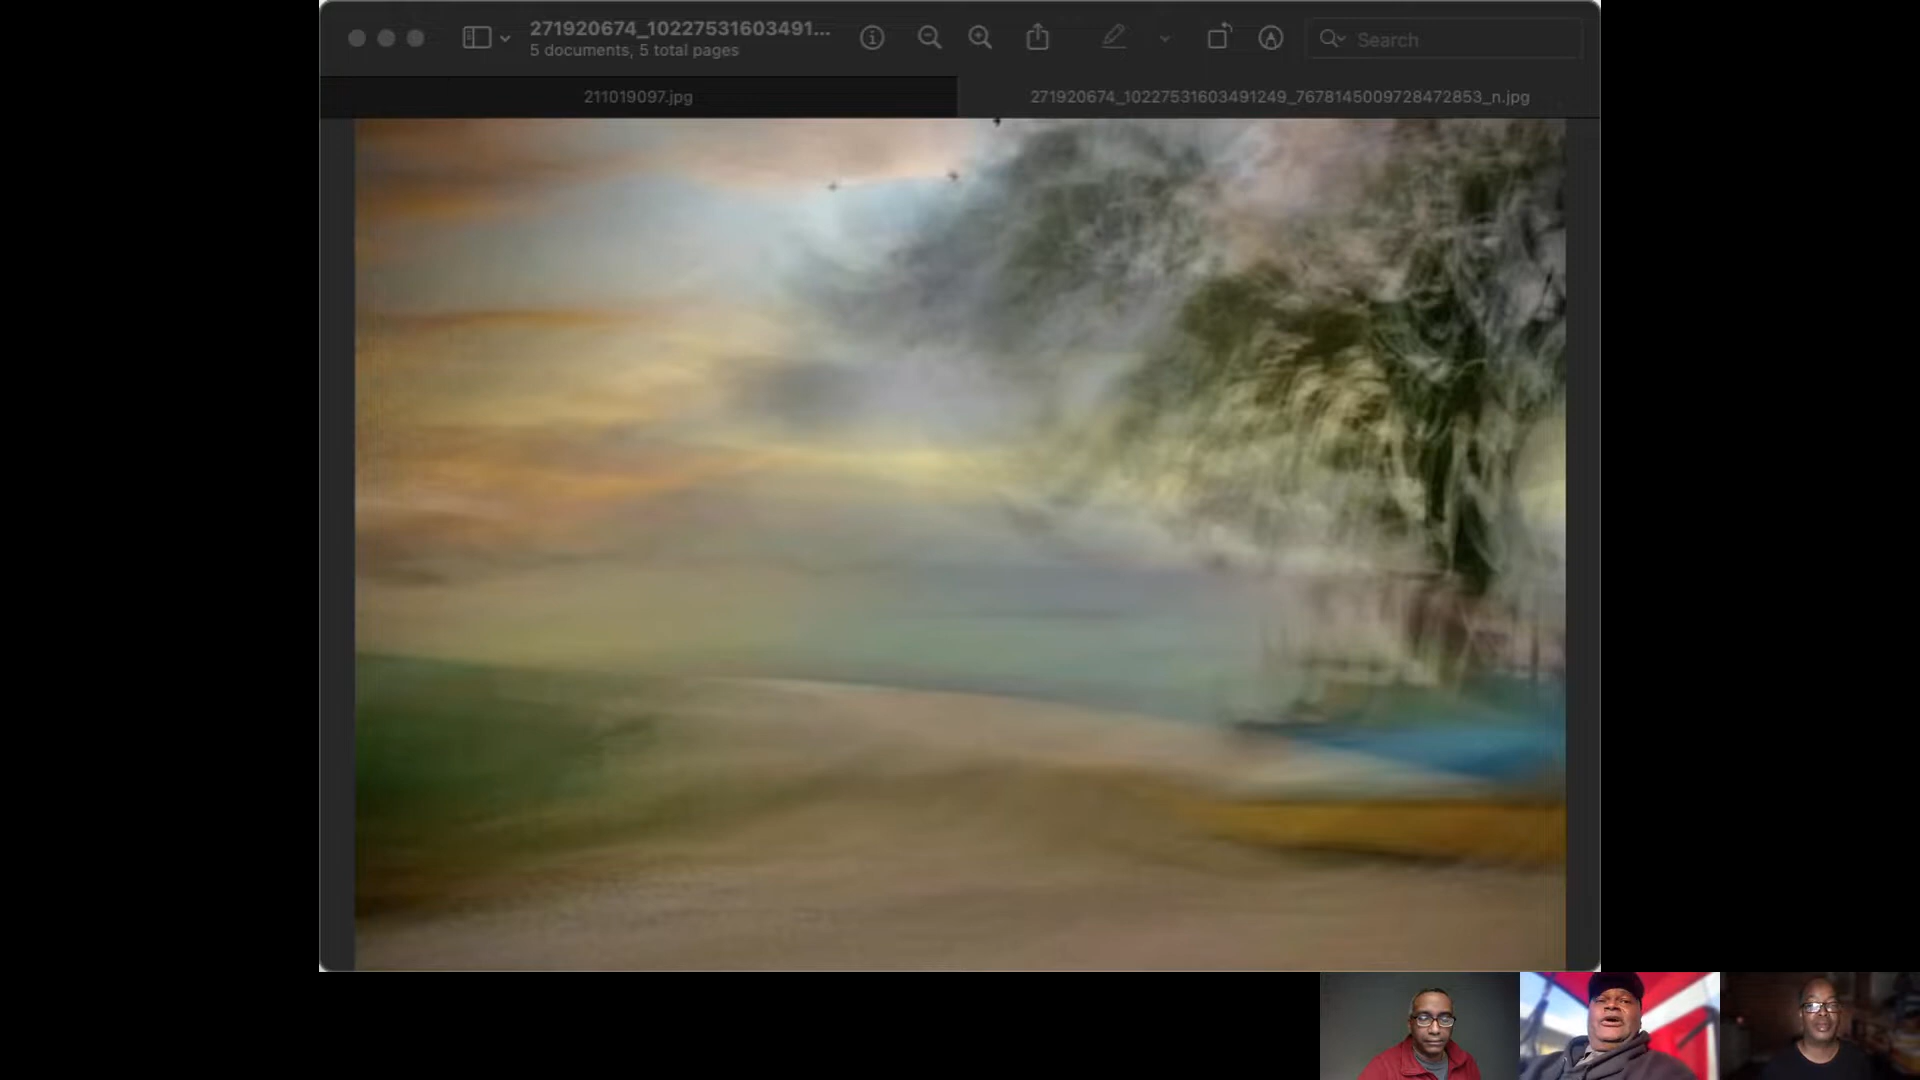 271920674_10227531603491...
5 documents, 5 total pages
Search
211019097.jpg
271920674_10227531603491249_7678145009728472853_n.jpg